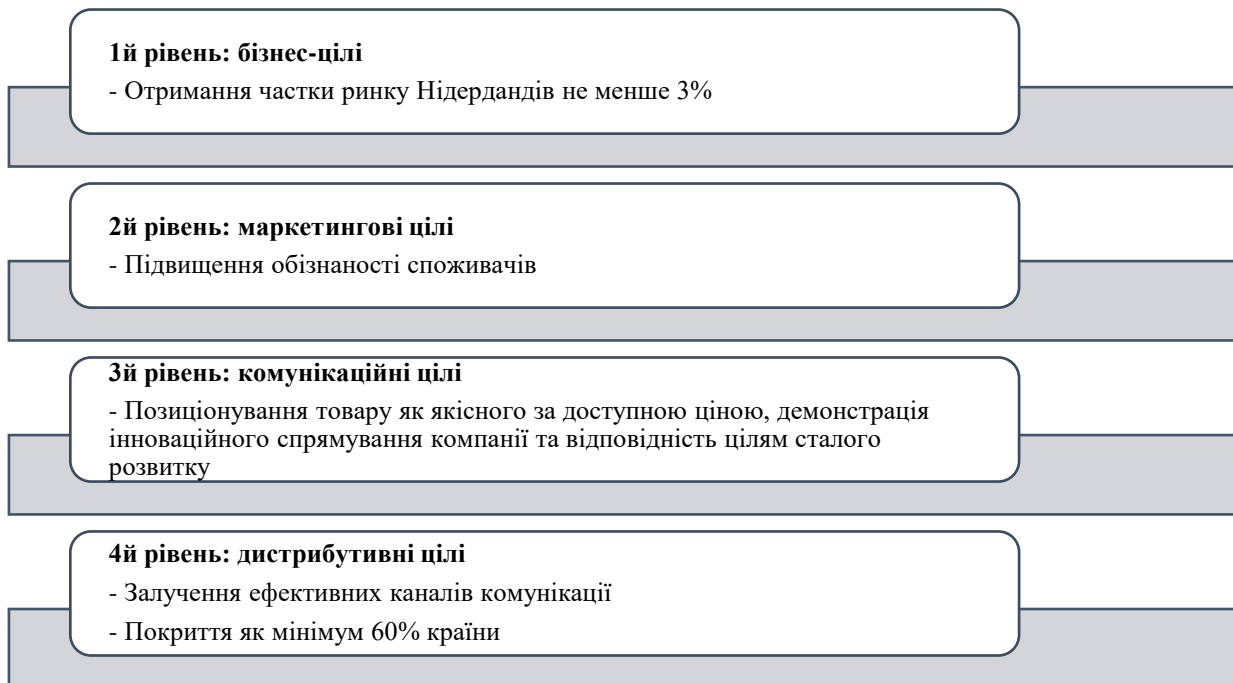 1й рівень: бізнес-цілі
- Отримання частки ринку Нідердандів не менше 3%
2й рівень: маркетингові цілі
- Підвищення обізнаності споживачів
3й рівень: комунікаційні цілі
- Позиціонування товару як якісного за доступною ціною, демонстрація
інноваційного спрямування компанії та відповідність цілям сталого
розвитку
4й рівень: дистрибутивні цілі
- Залучення ефективних каналів комунікації
- Покриття як мінімум 60% країни